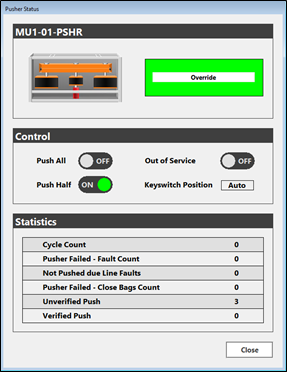 Pusher Status
MU1-01-PSHR
Override
Control
Push All OFF Out of Service OFF
Push Half ON Keyswitch Position Auto
Statistics
Cycle Count 0
Pusher Failed - Fault Count 0
Not Pushed due Line Faults 0
Pusher Failed - Close Bags Count 0
Unverified Push 3
Verified Push 0
Close